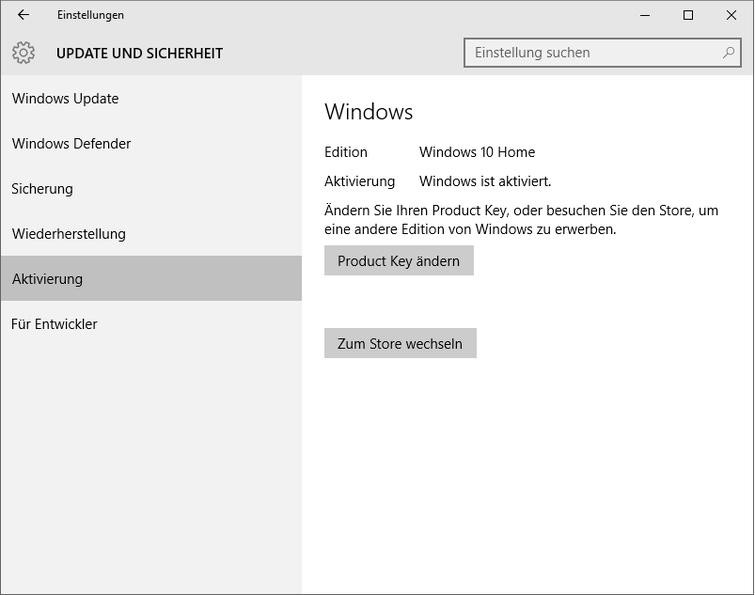 Einstellungen
UPDATE UND SICHERHEIT
Einstellung suchen
Windows Update
Windows Defender
Sicherung
Wiederherstellung
Aktivierung
Für Entwickler
Windows
Edition Windows 10 Home
Aktivierung Windows ist aktiviert.
Ändern Sie Ihren Product Key, oder besuchen Sie den Store, um
eine andere Edition von Windows zu erwerben.
Product Key ändern
Zum Store wechseln